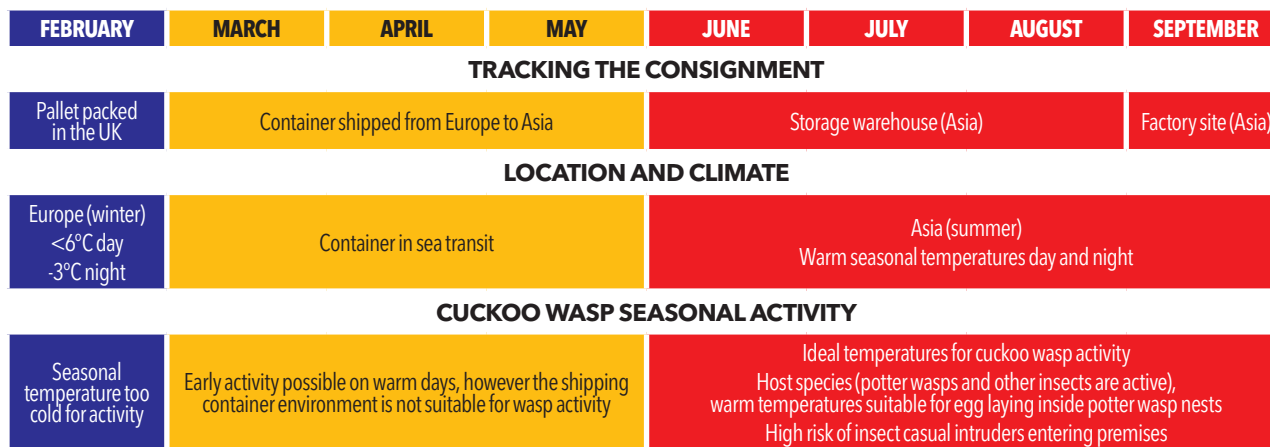 FEBRUARY MARCH APRIL MAY JUNE JULY AUGUST SEPTEMBER
TRACKING THE CONSIGNMENT
Pallet packed
in the UK
Container shipped from Europe to Asia
Storage warehouse (Asia)
Factory site (Asia)
LOCATION AND CLIMATE
Europe (winter)
<6°C day
-3°C night
Container in sea transit
Asia (summer)
Warm seasonal temperatures day and night
CUCKOO WASP SEASONAL ACTIVITY
Seasonal
temperature too
cold for activity
Early activity possible on warm days, however the shipping
container environment is not suitable for wasp activity
Ideal temperatures for cuckoo wasp activity
Host species (potter wasps and other insects are active),
warm temperatures suitable for egg laying inside potter wasp nests
High risk of insect casual intruders entering premises